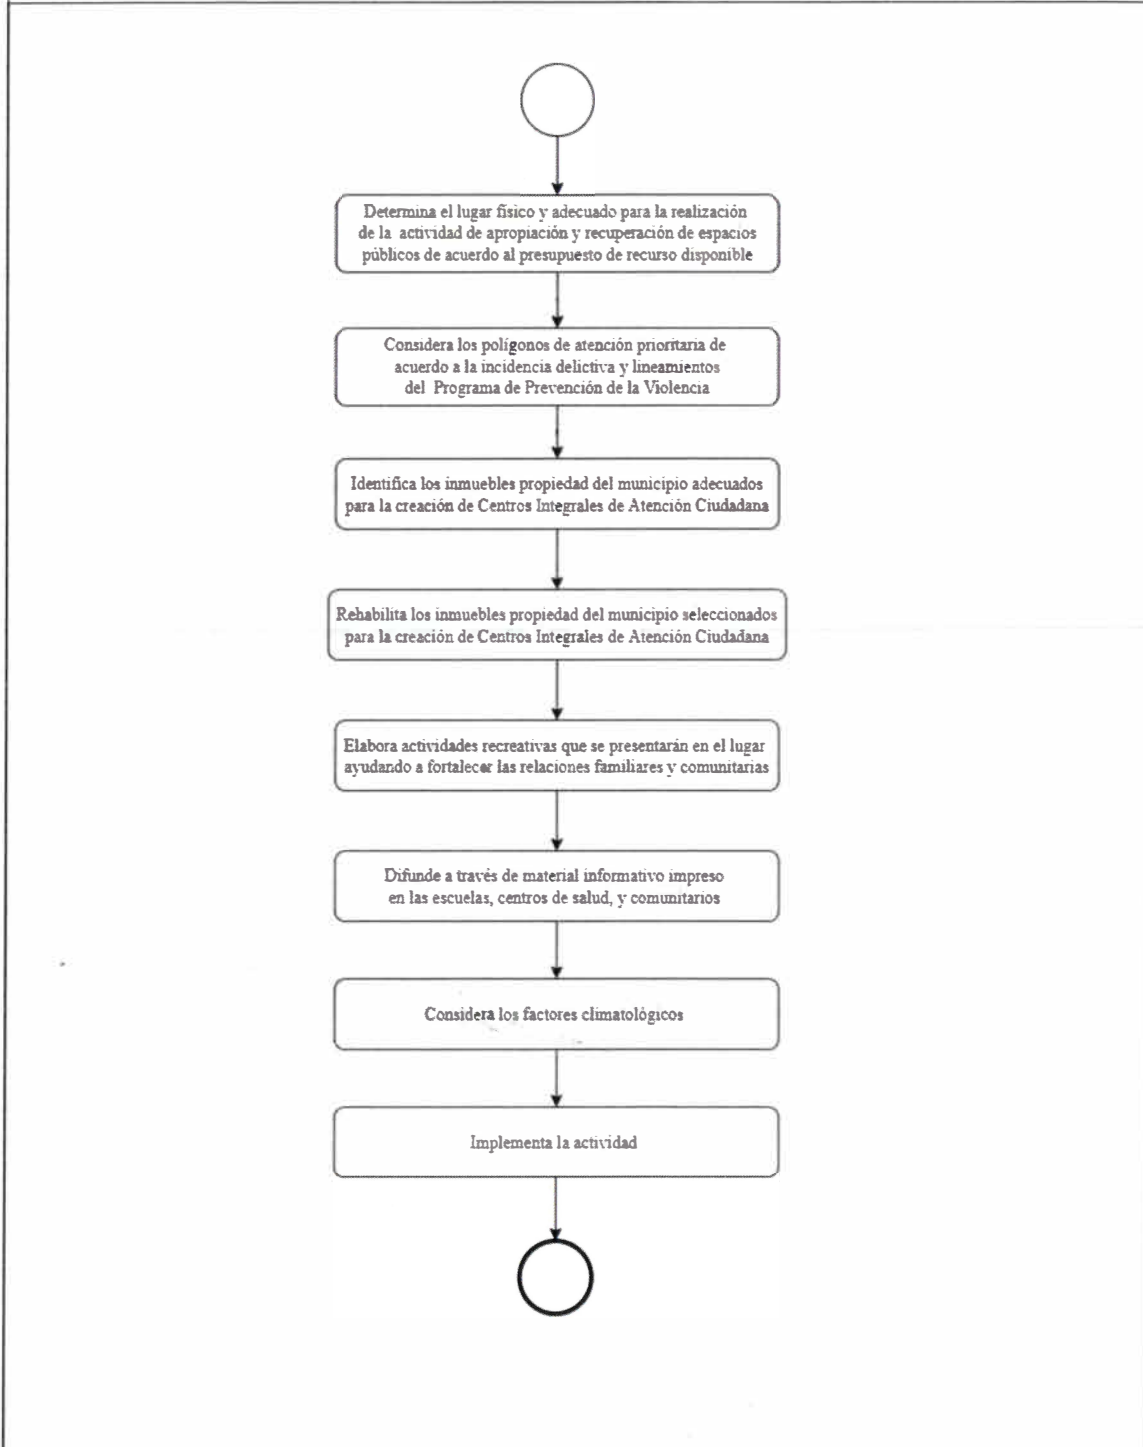 Determina el lugar físico y adecuado para la realización
de la actividad de apropiación y recuperación de espacios
públicos de acuerdo al presupuesto de recurso disponible
Considera los polígonos de atención prioritaria de
acuerdo a la incidencia delictiva y lineamientos
del Programa de Prevención de la Violencia
Identifica los inmuebles propiedad del municipio adecuados
para la creación de Centros Integrales de Atención Ciudadana
Rehabilita los inmuebles propiedad del municipio seleccionados
para la creación de Centros Integrales de Atención Ciudadana
Elabora actividades recreativas que se presentarán en el lugar
ayudando a fortalecer las relaciones familiares y comunitarias
Difunde a través de material informativo impreso
en las escuelas, centros de salud, y comunitarios
Considera los factores climatológicos
Implementa la actividad